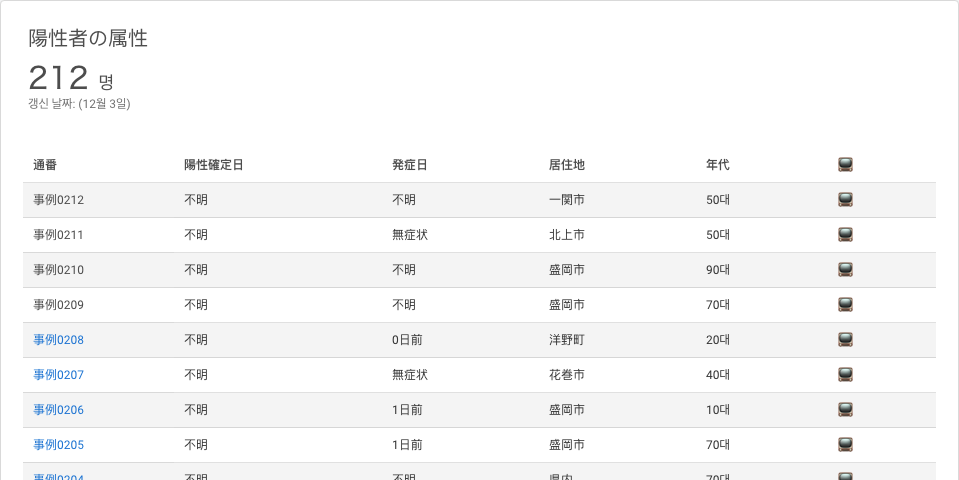 陽性者の属性
212 명
갱신 날짜: (12월 3일)
通番 陽性確定日 発症日 居住地 年代
事例0212 不明 不明 一関市 50대
事例0211 不明 無症状 北上市 50대
事例0210 不明 不明 盛岡市 90대
事例0209 不明 不明 盛岡市 70대
事例0208 不明 0日前 洋野町 20대
事例0207 不明 無症状 花巻市 40대
事例0206 不明 1日前 盛岡市 10대
事例0205 不明 1日前 盛岡市 70대
事例0204 不明 不明 県内 70대